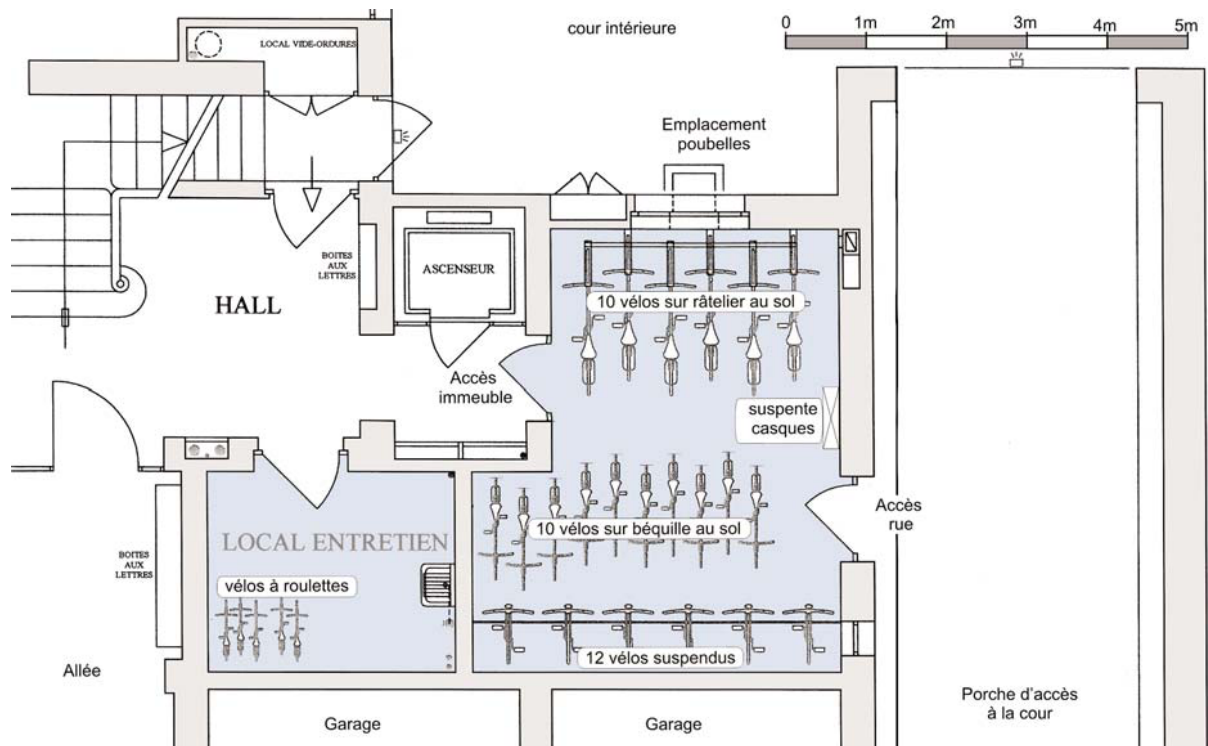 cour intérieure
0 1m 2m 3m 4m 5m
LOCAL VIDE-ORDURES
Emplacement
poubelles
BOITES
AUX
LETTRES
ASCENSEUR
HALL
10 vélos sur râtelier au sol
Accès
immeuble
suspente
casques
Accès
rue
10 vélos sur béquille au sol
LOCAL ENTRETIEN
BOITES
AUX
LETTRES
vélos à roulettes
12 vélos suspendus
Allée
Garage
Garage
Porche d'accès
à la cour